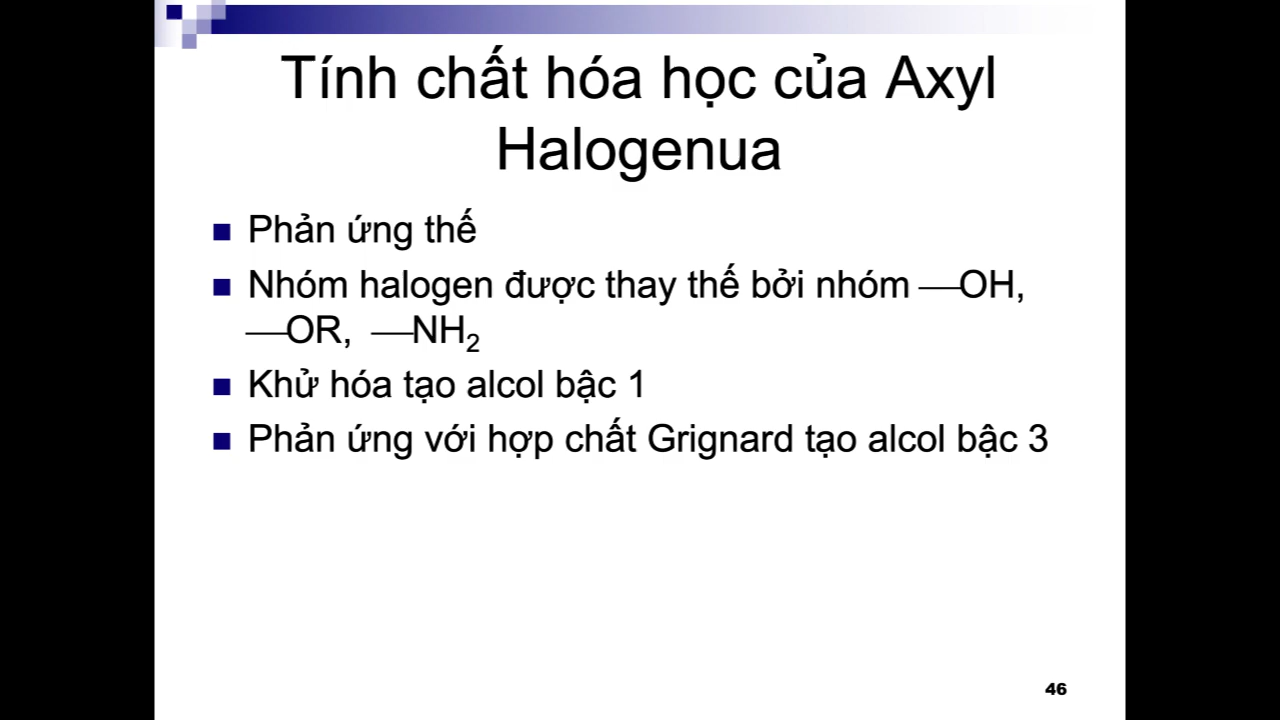 Tính chất hóa học của Axyl
Halogenua
Phản ứng thế
Nhóm halogen được thay thế bởi nhóm —OH,
—OR, —NH₂
Khử hóa tạo alcol bậc 1
Phản ứng với hợp chất Grignard tạo alcol bậc 3
46